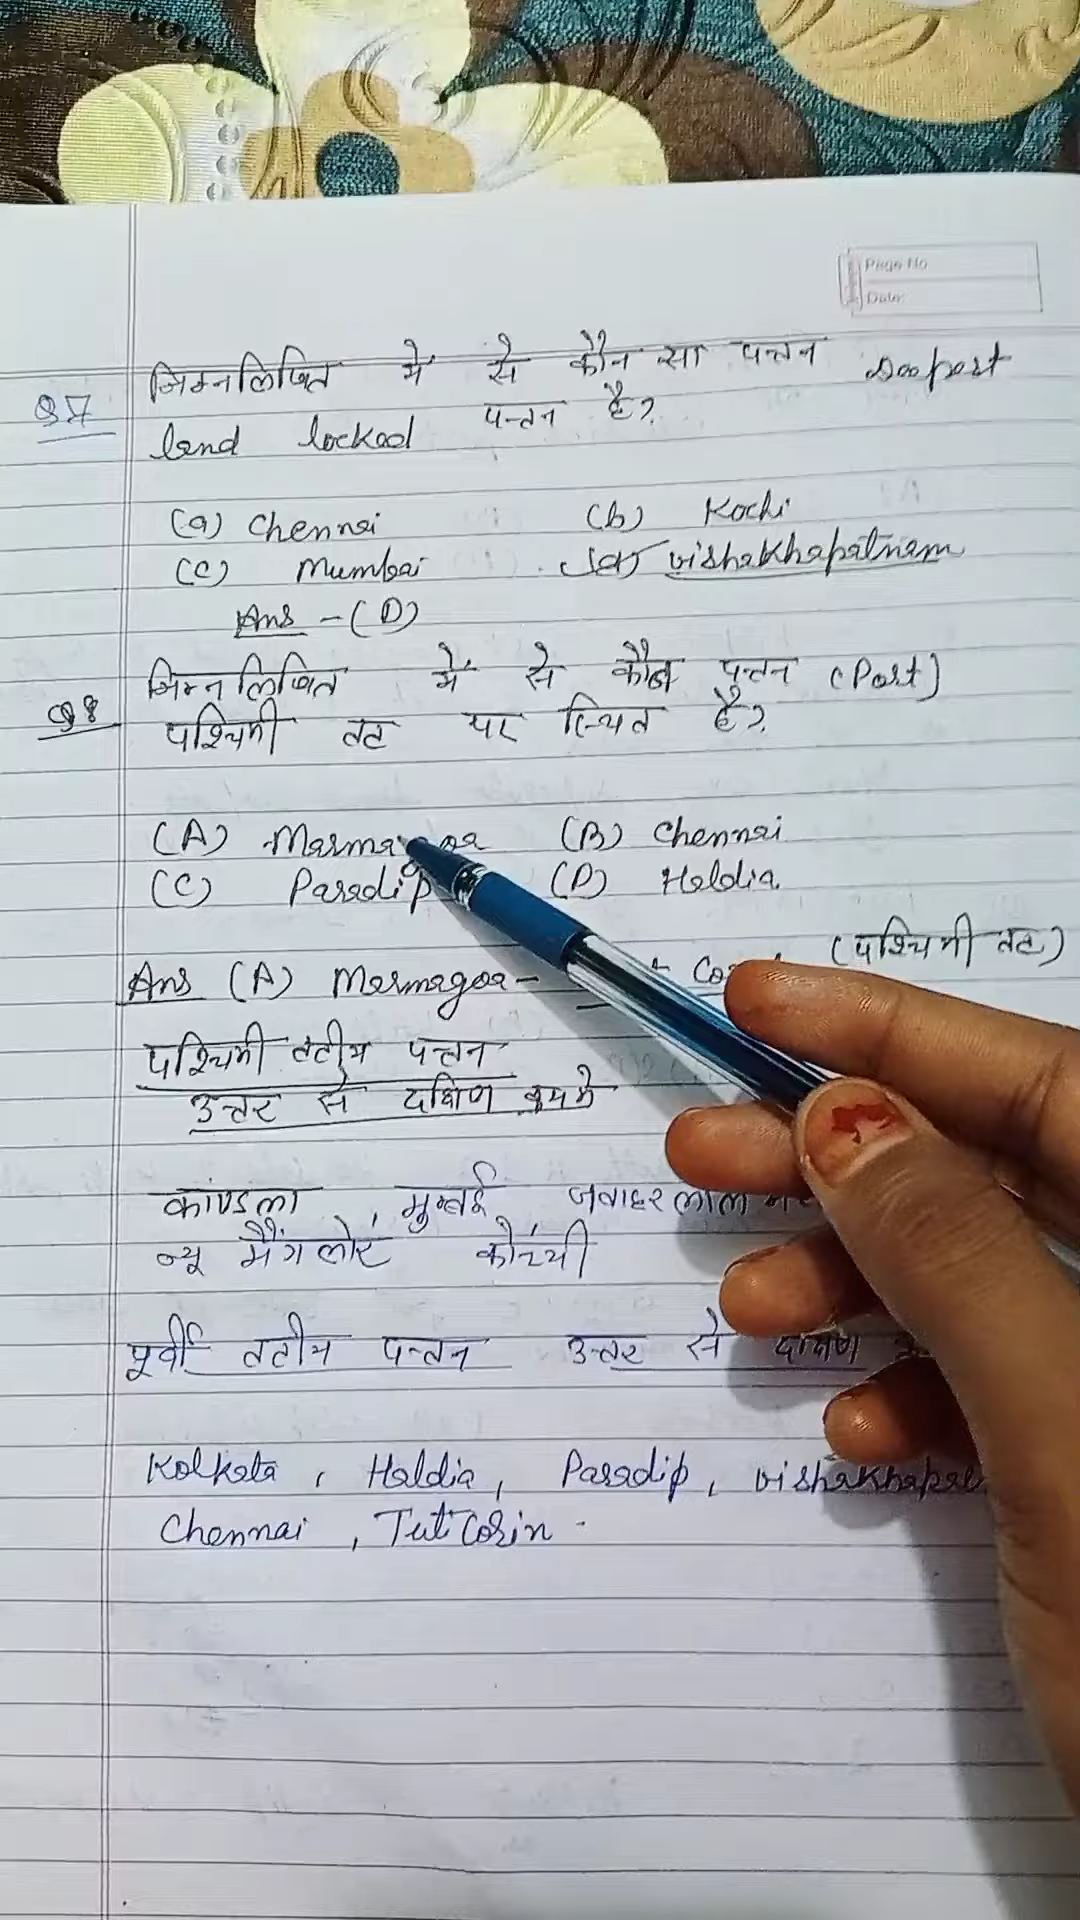 Page No
Date:
निम्नलिखित में से कौन सा पत्तन Seaport
Q7
land locked पत्तन है?
(a) Chennai (b) Kochi
(c) Mumbai (d) Vishakhapatnam
Ans - (D)
निम्नलिखित में से कौन पत्तन (Port)
Q8
पश्चिमी तट पर स्थित है?
(A) Marmagoa (B) Chennai
(C) Paradip (D) Haldia
Ans (A) Marmagoa - (पश्चिमी तट)
पश्चिमी तटीय पत्तन
उत्तर से दक्षिण क्रम में
काण्डला, मुम्बई जवाहर लाल
न्यू मैंगलोर कोच्ची
पूर्वी तटीय पत्तन उत्तर से दक्षिण
Kolkata, Haldia, Paradip,
Chennai, Tuticorin.